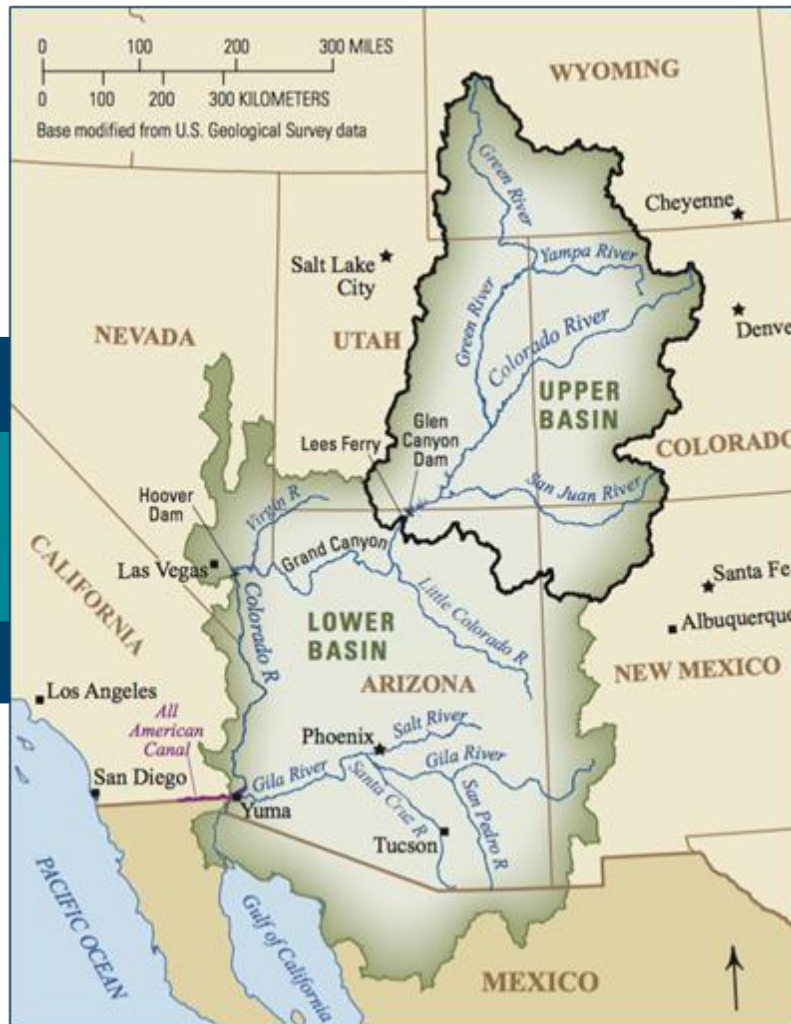 0 100 200 300 MILES
0 100 200 300 KILOMETERS
Base modified from U.S. Geological Survey data
WYOMING
Green River
Cheyenne
Salt Lake
City
Yampa River
Green River
Colorado River
Denve
NEVADA
UTAH
UPPER
BASIN
Glen
Canyon
Dam
Lees Ferry
COLORADO
San Juan River
Hoover
Dam
Virgin R
Grand Canyon
Las Vegas
CALIFORNIA
Colorado R
Little Colorado R
Santa Fe
Albuquerque
LOWER
BASIN
NEW MEXICO
ARIZONA
Los Angeles
All
American
Canal
Phoenix
Salt River
Gila River
Gila River
San Diego
Yuma
Santa Cruz R
San Pedro R
Tucson
PACIFIC OCEAN
Gulf of California
MEXICO